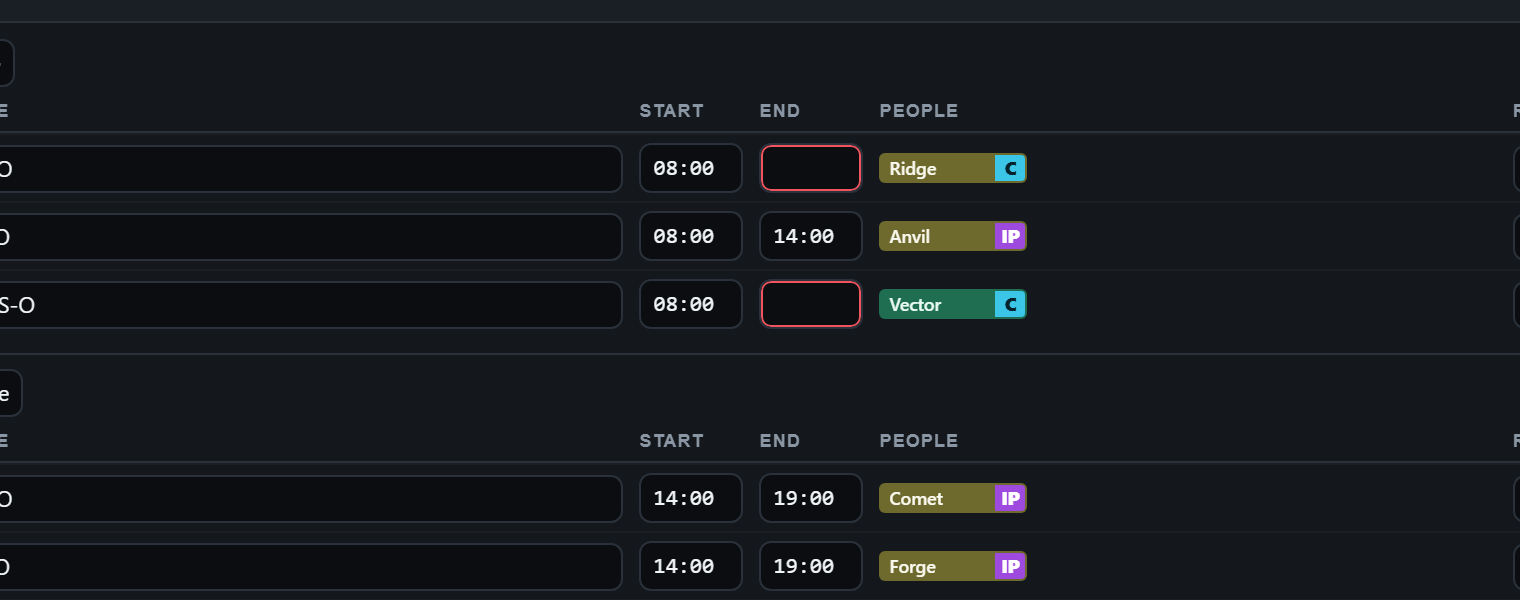 START END PEOPLE
O 08:00 Ridge C
O 08:00 14:00 Anvil IP
S-O 08:00 Vector C
e
START END PEOPLE
O 14:00 19:00 Comet IP
O 14:00 19:00 Forge IP